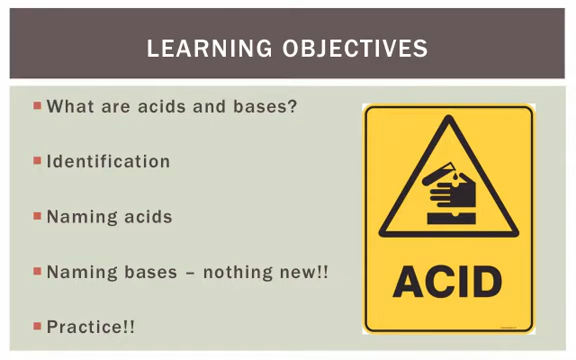 LEARNING OBJECTIVES
What are acids and bases?
Identification
Naming acids
Naming bases – nothing new!!
Practice!!
ACID